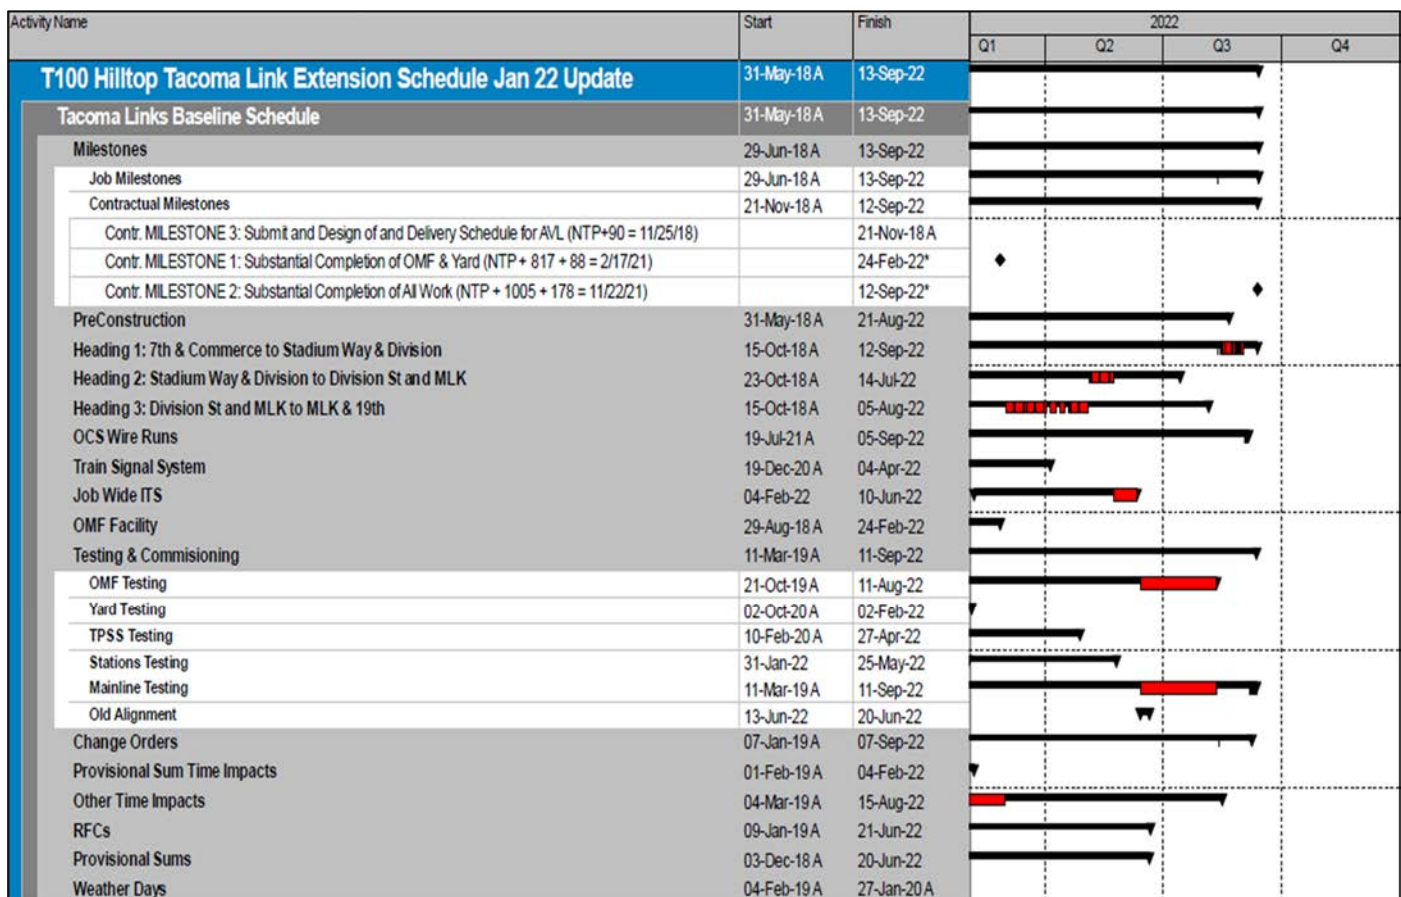 Activity Name Start Finish 2022
Q1 Q2 Q3 Q4
T100 Hilltop Tacoma Link Extension Schedule Jan 22 Update 31-May-18 A 13-Sep-22
Tacoma Links Baseline Schedule 31-May-18 A 13-Sep-22
Milestones 29-Jun-18 A 13-Sep-22
Job Milestones 29-Jun-18 A 13-Sep-22
Contractual Milestones 21-Nov-18 A 12-Sep-22
Contr. MILESTONE 3: Submit and Design of and Delivery Schedule for AVL (NTP+90 = 11/25/18) 21-Nov-18 A
Contr. MILESTONE 1: Substantial Completion of OMF & Yard (NTP + 817 + 88 = 2/17/21) 24-Feb-22*
Contr. MILESTONE 2: Substantial Completion of All Work (NTP + 1005 + 178 = 11/22/21) 12-Sep-22*
PreConstruction 31-May-18 A 21-Aug-22
Heading 1: 7th & Commerce to Stadium Way & Division 15-Oct-18 A 12-Sep-22
Heading 2: Stadium Way & Division to Division St and MLK 23-Oct-18 A 14-Jul-22
Heading 3: Division St and MLK to MLK & 19th 15-Oct-18 A 05-Aug-22
OCS Wire Runs 19-Jul-21 A 05-Sep-22
Train Signal System 19-Dec-20 A 04-Apr-22
Job Wide ITS 04-Feb-22 10-Jun-22
OMF Facility 29-Aug-18 A 24-Feb-22
Testing & Commisioning 11-Mar-19 A 11-Sep-22
OMF Testing 21-Oct-19 A 11-Aug-22
Yard Testing 02-Oct-20 A 02-Feb-22
TPSS Testing 10-Feb-20 A 27-Apr-22
Stations Testing 31-Jan-22 25-May-22
Mainline Testing 11-Mar-19 A 11-Sep-22
Old Alignment 13-Jun-22 20-Jun-22
Change Orders 07-Jan-19 A 07-Sep-22
Provisional Sum Time Impacts 01-Feb-19 A 04-Feb-22
Other Time Impacts 04-Mar-19 A 15-Aug-22
RFCs 09-Jan-19 A 21-Jun-22
Provisional Sums 03-Dec-18 A 20-Jun-22
Weather Days 04-Feb-19 A 27-Jan-20 A